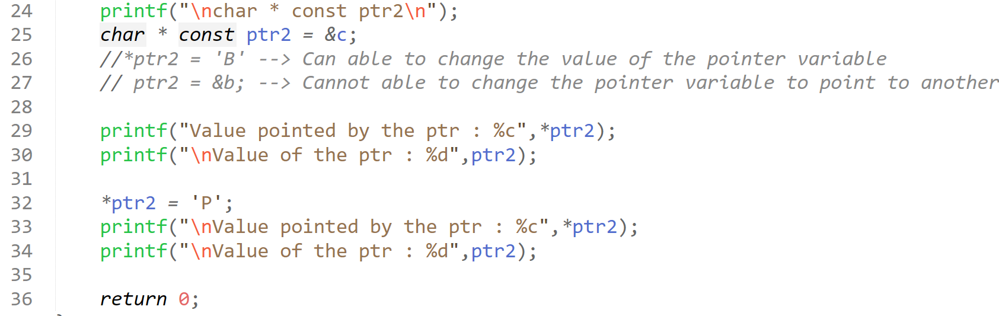 24 printf("\nchar * const ptr2\n");
25 char * const ptr2 = &c;
26 //*ptr2 = 'B' --> Can able to change the value of the pointer variable
27 // ptr2 = &b; --> Cannot able to change the pointer variable to point to another
28
29 printf("Value pointed by the ptr : %c",*ptr2);
30 printf("\nValue of the ptr : %d",ptr2);
31
32 *ptr2 = 'P';
33 printf("\nValue pointed by the ptr : %c",*ptr2);
34 printf("\nValue of the ptr : %d",ptr2);
35
36 return 0;